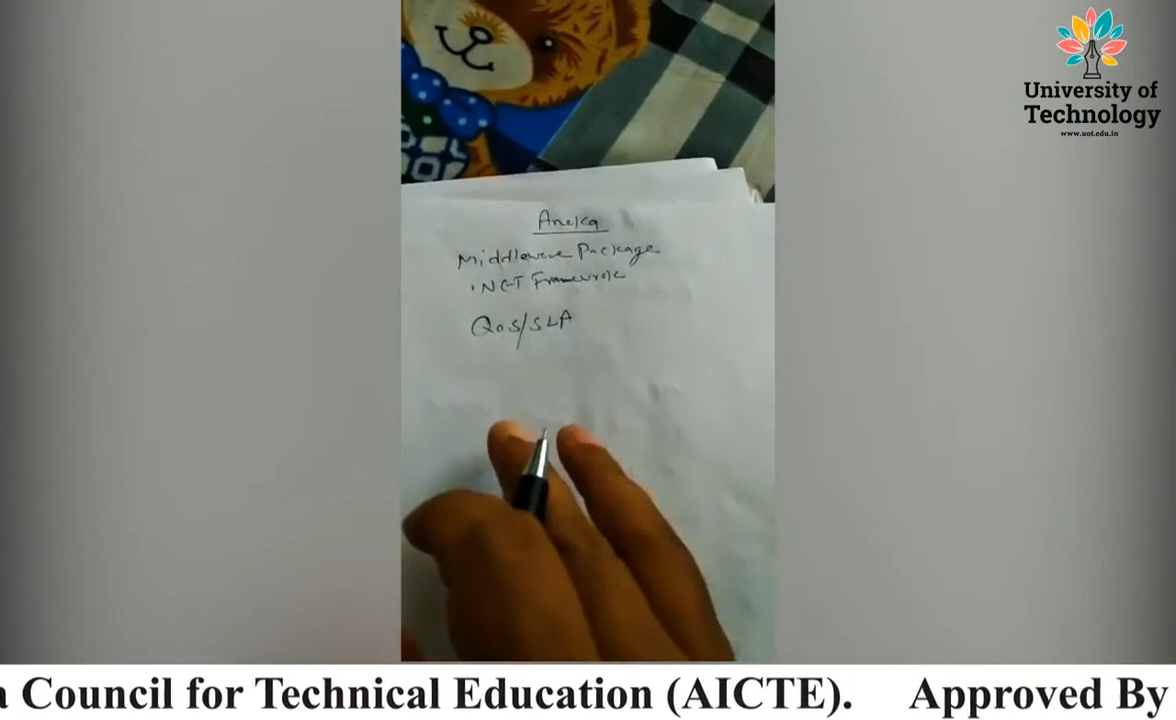 University of
Technology
www.uot.edu.in
Aneka
Middleware Package
.NET Framework
QoS/SLA
a Council for Technical Education (AICTE). Approved By